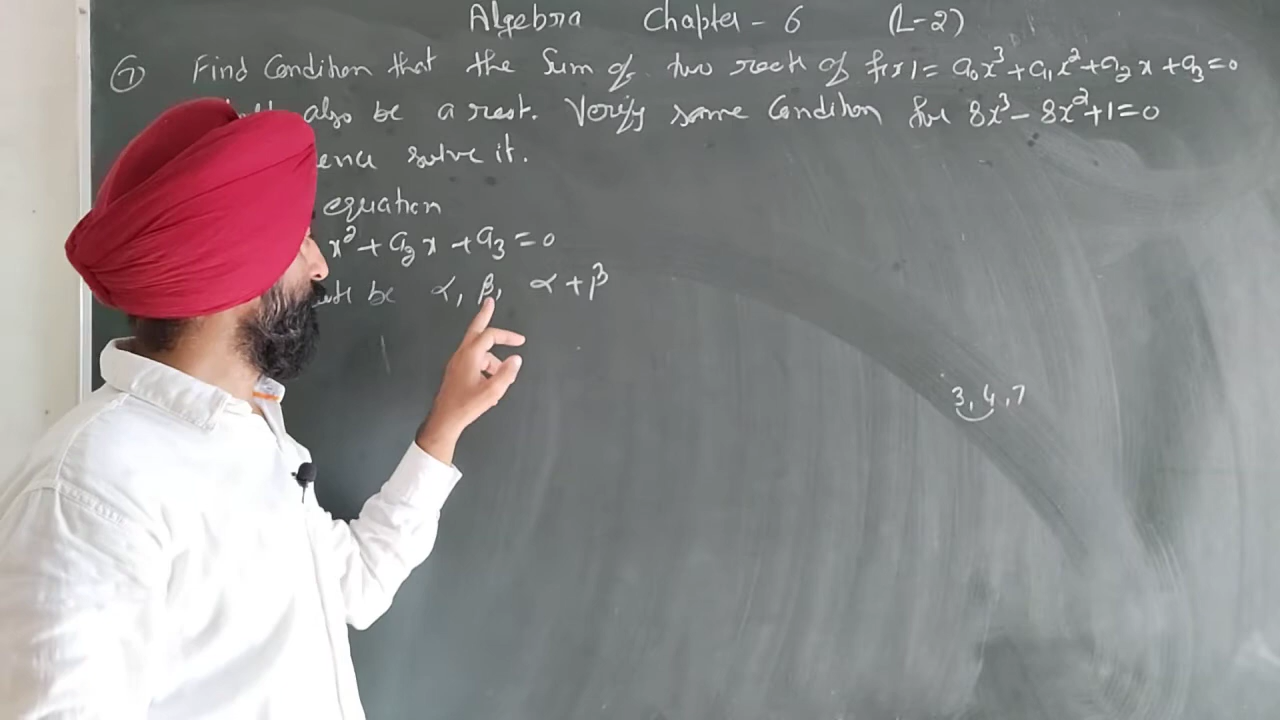 Algebra Chapter - 6 (L-2)
⑦ Find Condition that the Sum of two roots of f(x) = a₀x³+a₁x²+a₂x+a₃=0
also be a root. Verify same Condition for 8x³-8x²+1=0
solve it.
equation
x²+a₂x+a₃=0
be α, β, α+β
3, 4, 7